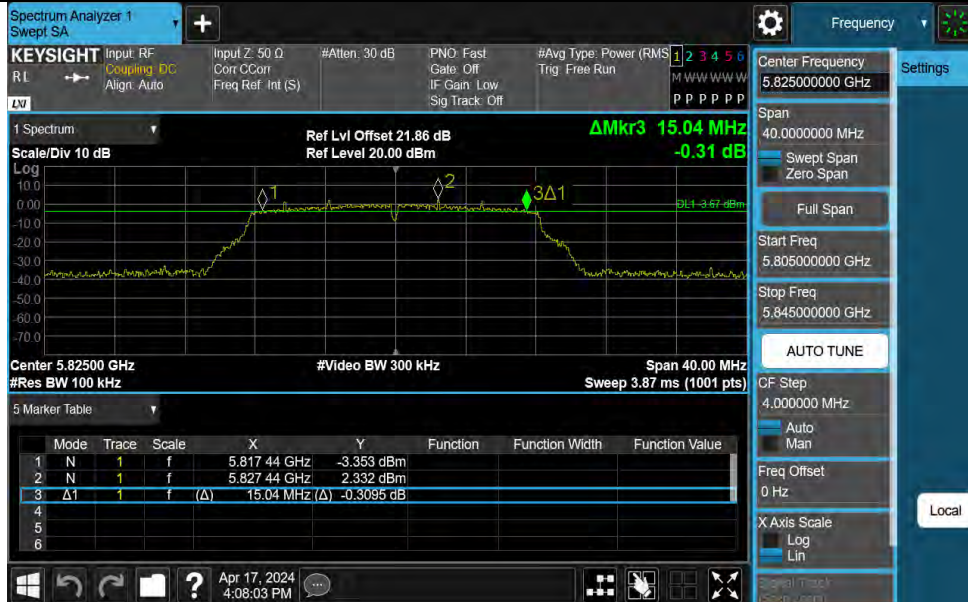 Spectrum Analyzer 1
Swept SA
+
Frequency
KEYSIGHT
RL
LXI
Input: RF
Coupling: DC
Align: Auto
Input Z: 50 Ω
Corr CCorr
Freq Ref: Int (S)
#Atten: 30 dB
PNO: Fast
Gate: Off
IF Gain: Low
Sig Track: Off
#Avg Type: Power (RMS
Trig: Free Run
1 2 3 4 5 6
M W W W W W
P P P P P P
1 Spectrum
Scale/Div 10 dB
Ref Lvl Offset 21.86 dB
Ref Level 20.00 dBm
ΔMkr3 15.04 MHz
-0.31 dB
Log
10.0
0.00
-10.0
-20.0
-30.0
-40.0
-50.0
-60.0
-70.0
1
2
3Δ1
DL1 -3.67 dBm
Center 5.82500 GHz
#Res BW 100 kHz
#Video BW 300 kHz
Span 40.00 MHz
Sweep 3.87 ms (1001 pts)
5 Marker Table
Mode Trace Scale X Y Function Function Width Function Value
1 N 1 f 5.817 44 GHz -3.353 dBm
2 N 1 f 5.827 44 GHz 2.332 dBm
3 Δ1 1 f (Δ) 15.04 MHz (Δ) -0.3095 dB
4
5
6
Apr 17, 2024
4:08:03 PM
Center Frequency
5.825000000 GHz
Span
40.0000000 MHz
Swept Span
Zero Span
Full Span
Start Freq
5.805000000 GHz
Stop Freq
5.845000000 GHz
AUTO TUNE
CF Step
4.000000 MHz
Auto
Man
Freq Offset
0 Hz
X Axis Scale
Log
Lin
Signal Track
(Span Zoom)
Settings
Local